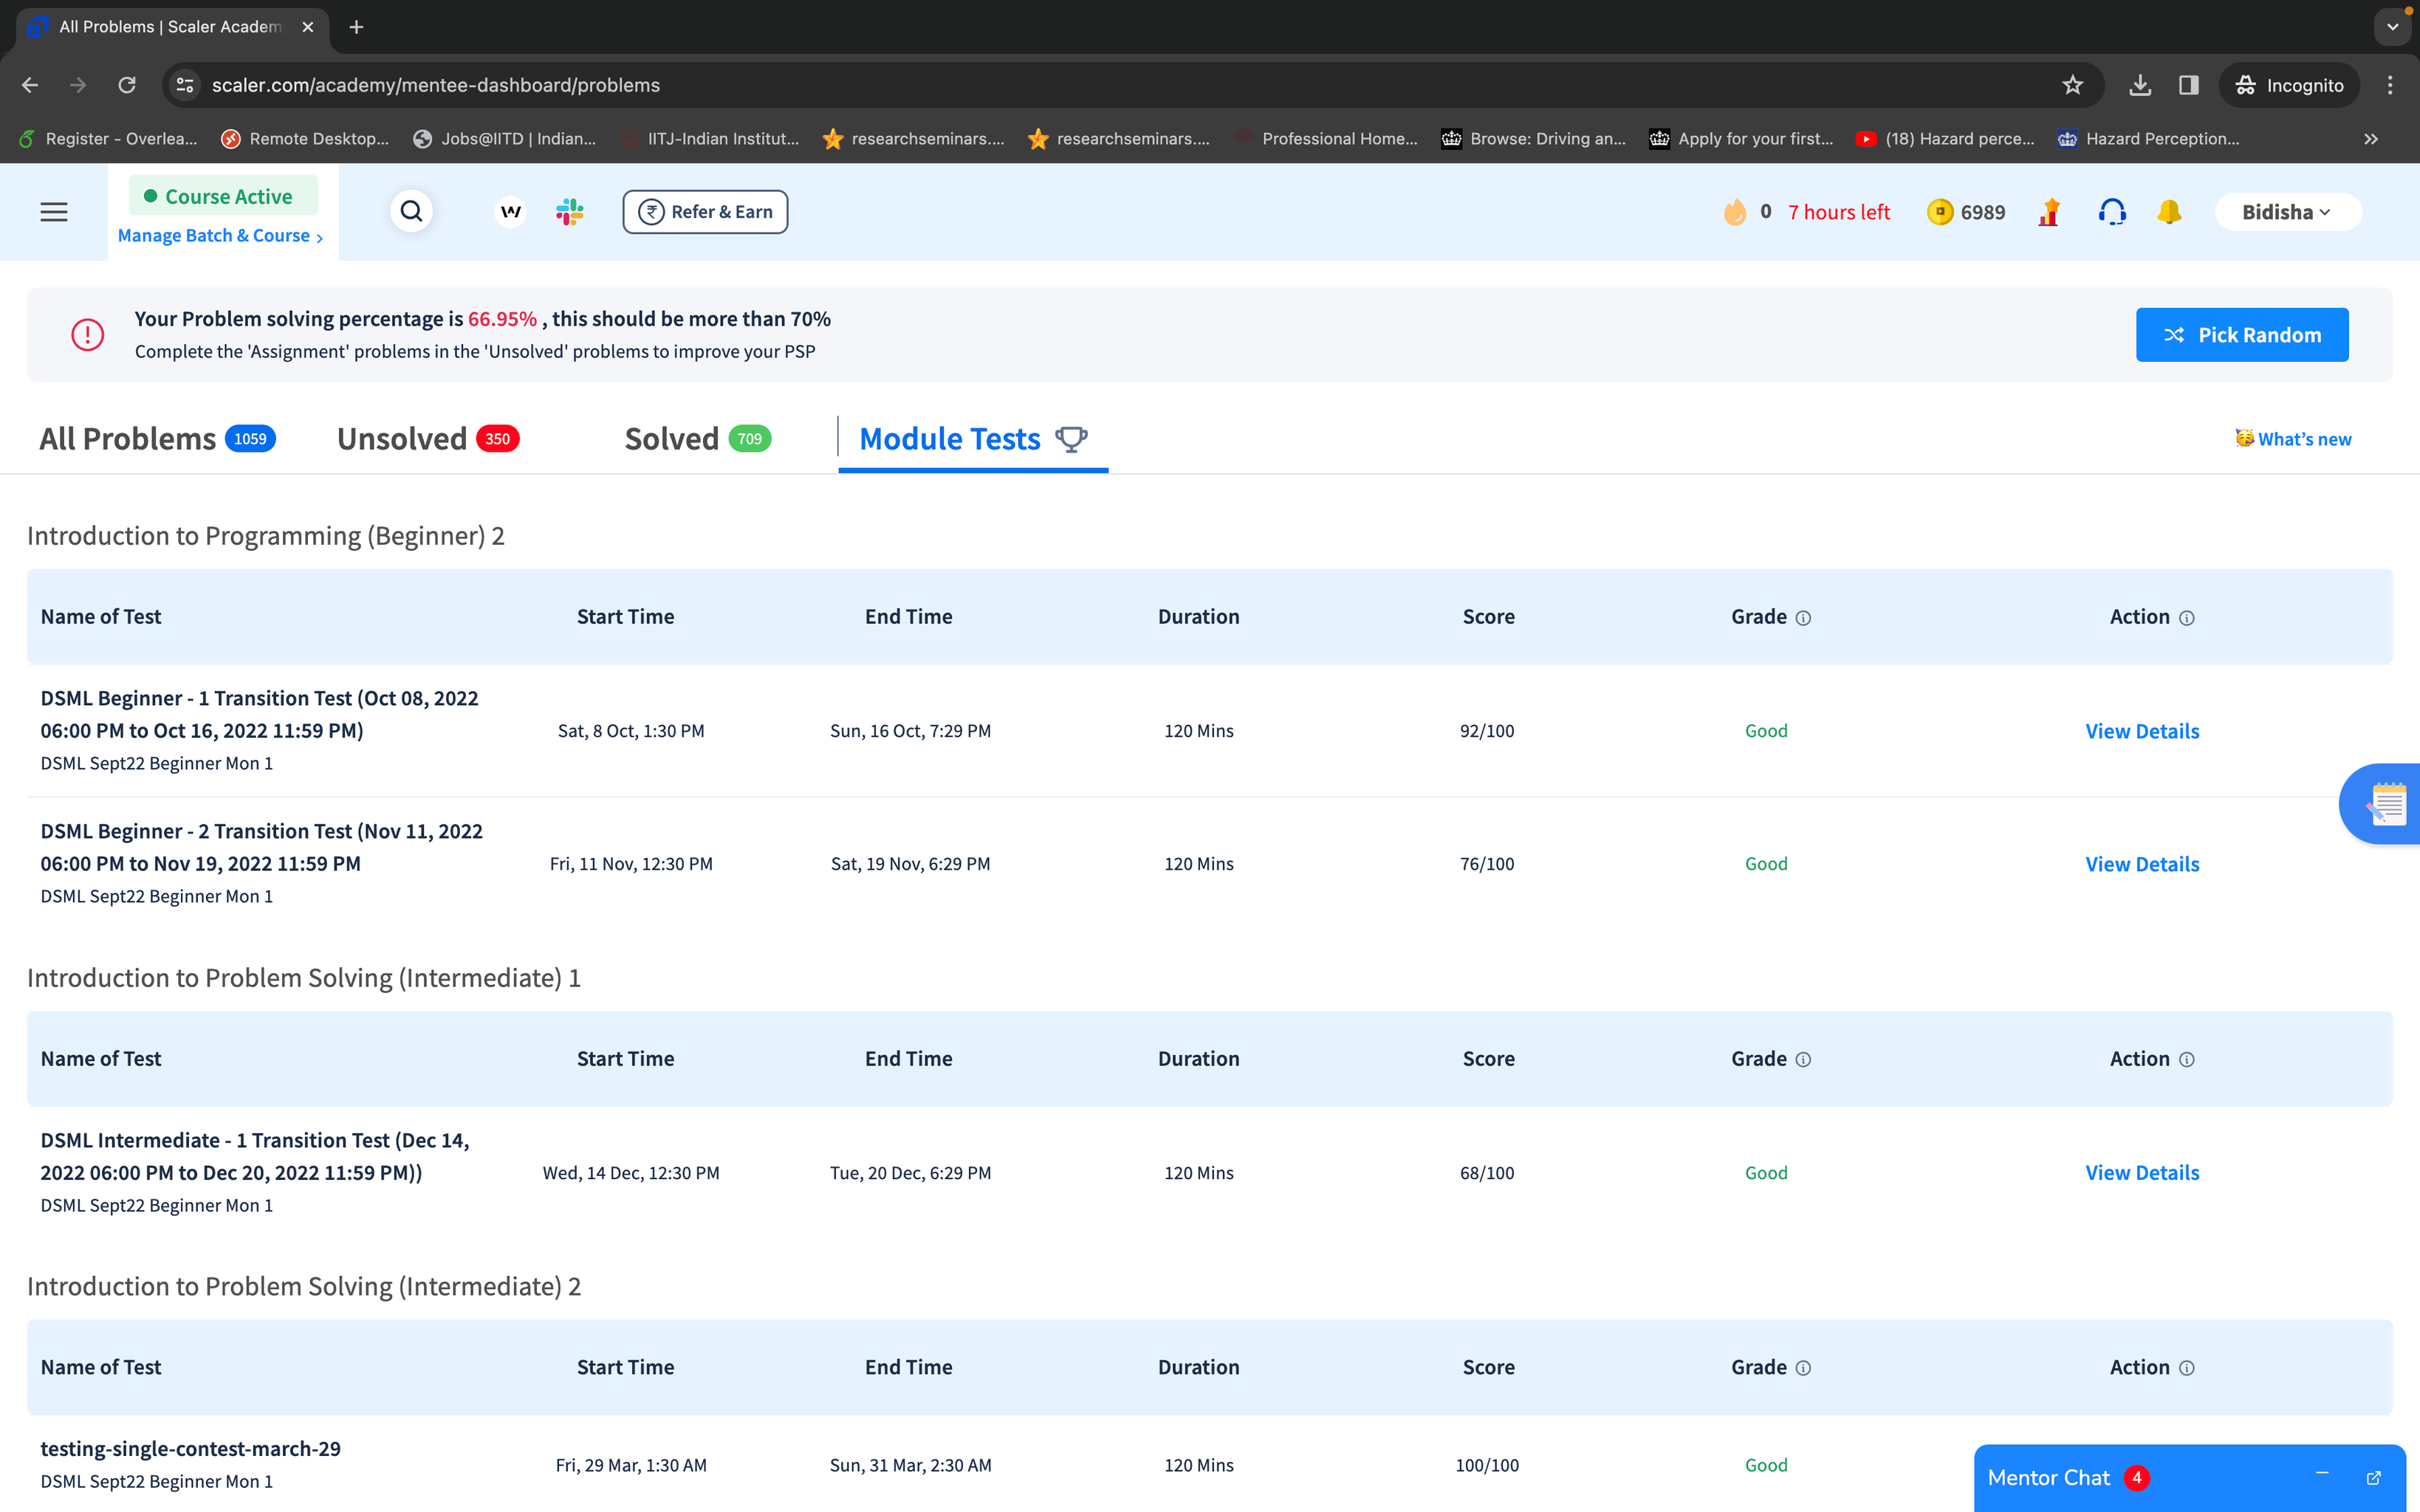 All Problems | Scaler Academ
scaler.com/academy/mentee-dashboard/problems
Incognito
Register - Overlea...
Remote Desktop...
Jobs@IITD | Indian...
IITJ-Indian Institut...
researchseminars....
researchseminars....
Professional Home...
Browse: Driving an...
Apply for your first...
(18) Hazard perce...
Hazard Perception...
Course Active
Manage Batch & Course
Refer & Earn
0
7 hours left
6989
Bidisha
Your Problem solving percentage is 66.95% , this should be more than 70%
Complete the 'Assignment' problems in the 'Unsolved' problems to improve your PSP
Pick Random
All Problems 1059
Unsolved 350
Solved 709
Module Tests
What's new
Introduction to Programming (Beginner) 2
Name of Test Start Time End Time Duration Score Grade Action
DSML Beginner - 1 Transition Test (Oct 08, 2022
06:00 PM to Oct 16, 2022 11:59 PM)
DSML Sept22 Beginner Mon 1
Sat, 8 Oct, 1:30 PM
Sun, 16 Oct, 7:29 PM
120 Mins
92/100
Good
View Details
DSML Beginner - 2 Transition Test (Nov 11, 2022
06:00 PM to Nov 19, 2022 11:59 PM
DSML Sept22 Beginner Mon 1
Fri, 11 Nov, 12:30 PM
Sat, 19 Nov, 6:29 PM
120 Mins
76/100
Good
View Details
Introduction to Problem Solving (Intermediate) 1
Name of Test Start Time End Time Duration Score Grade Action
DSML Intermediate - 1 Transition Test (Dec 14,
2022 06:00 PM to Dec 20, 2022 11:59 PM))
DSML Sept22 Beginner Mon 1
Wed, 14 Dec, 12:30 PM
Tue, 20 Dec, 6:29 PM
120 Mins
68/100
Good
View Details
Introduction to Problem Solving (Intermediate) 2
Name of Test Start Time End Time Duration Score Grade Action
testing-single-contest-march-29
DSML Sept22 Beginner Mon 1
Fri, 29 Mar, 1:30 AM
Sun, 31 Mar, 2:30 AM
120 Mins
100/100
Good
Mentor Chat 4